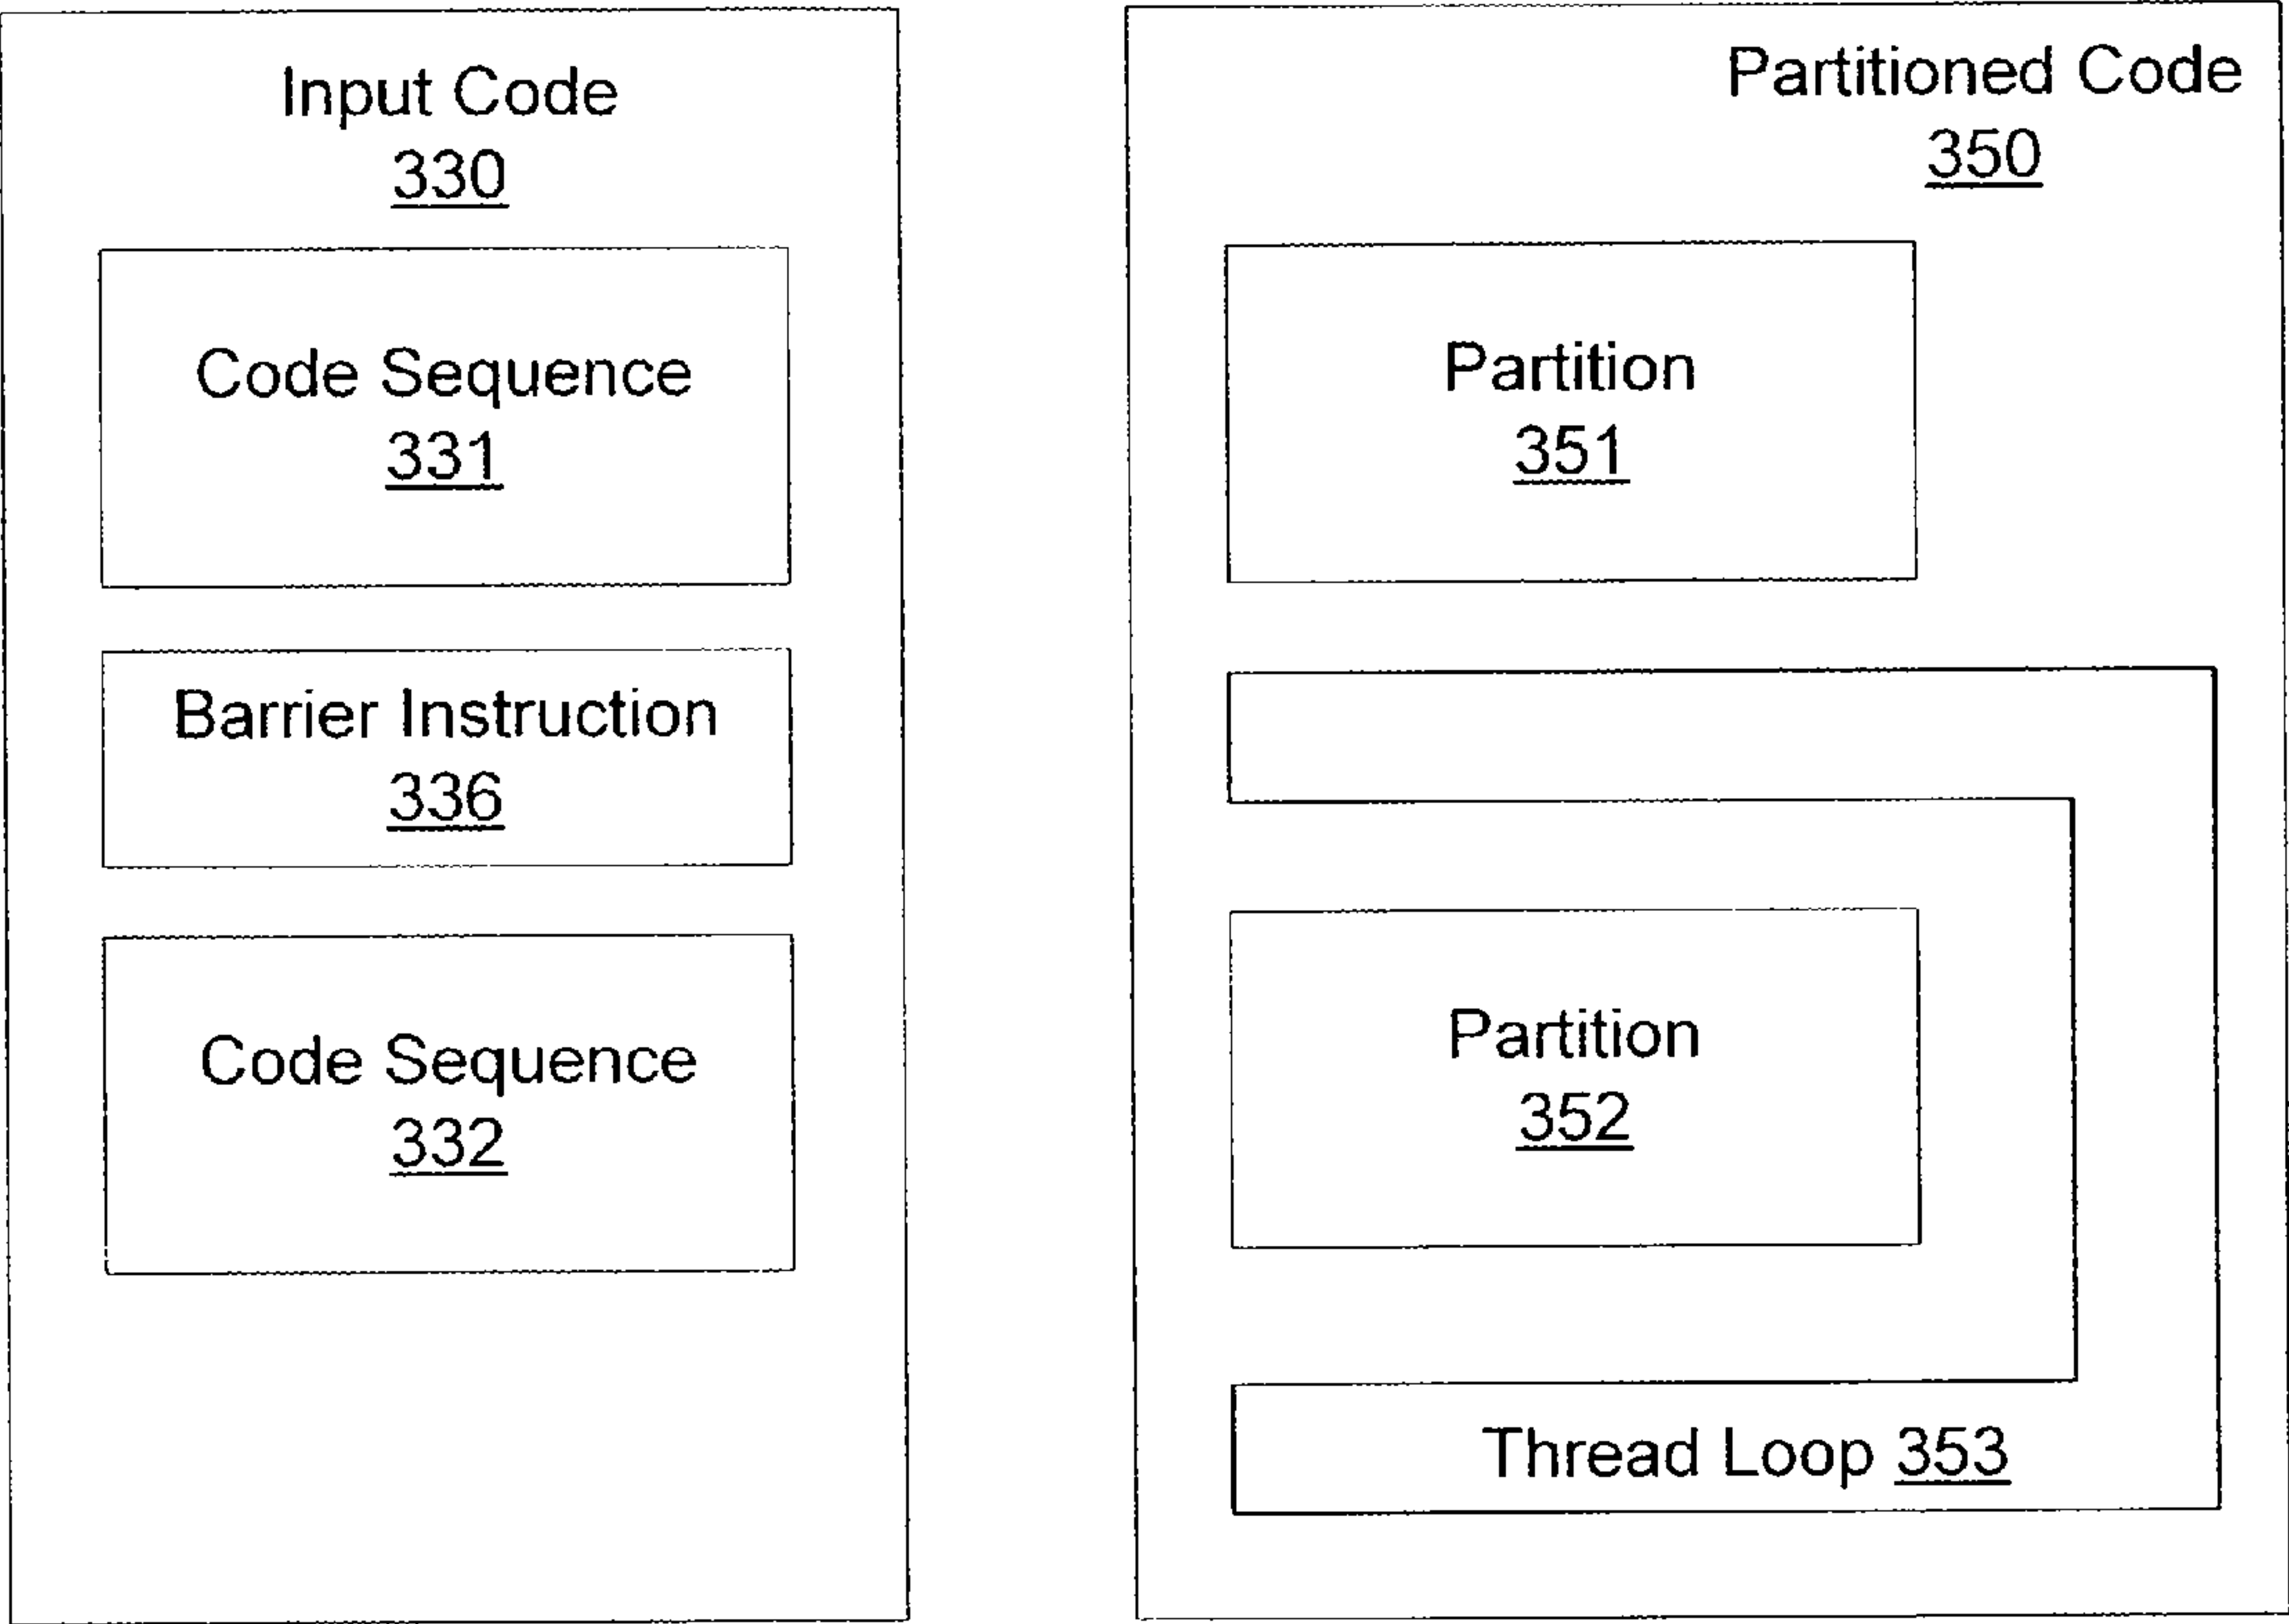 Input Code
330
Code Sequence
331
Barrier Instruction
336
Code Sequence
332
Partitioned Code
350
Partition
351
Partition
352
Thread Loop 353